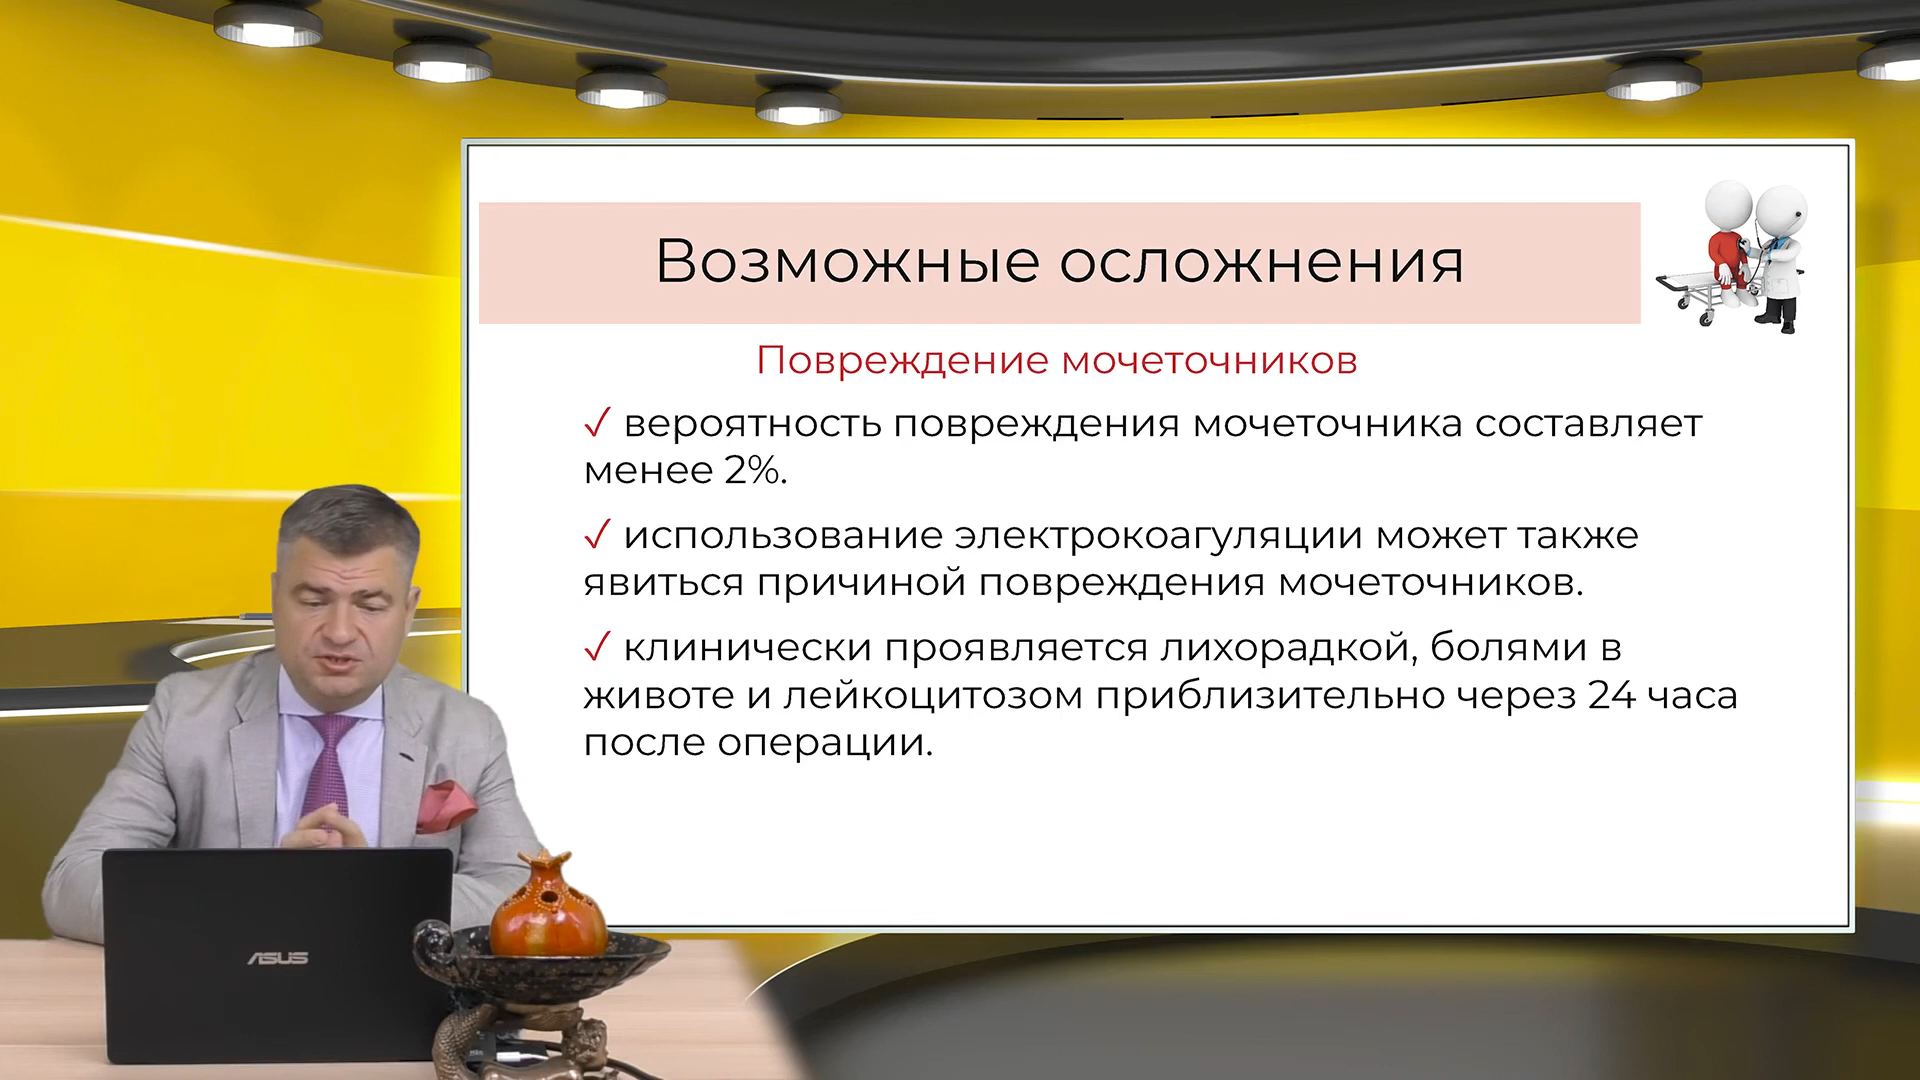 Возможные осложнения
Повреждение мочеточников
✓ вероятность повреждения мочеточника составляет
менее 2%.
✓ использование электрокоагуляции может также
явиться причиной повреждения мочеточников.
✓ клинически проявляется лихорадкой, болями в
животе и лейкоцитозом приблизительно через 24 часа
после операции.
ASUS